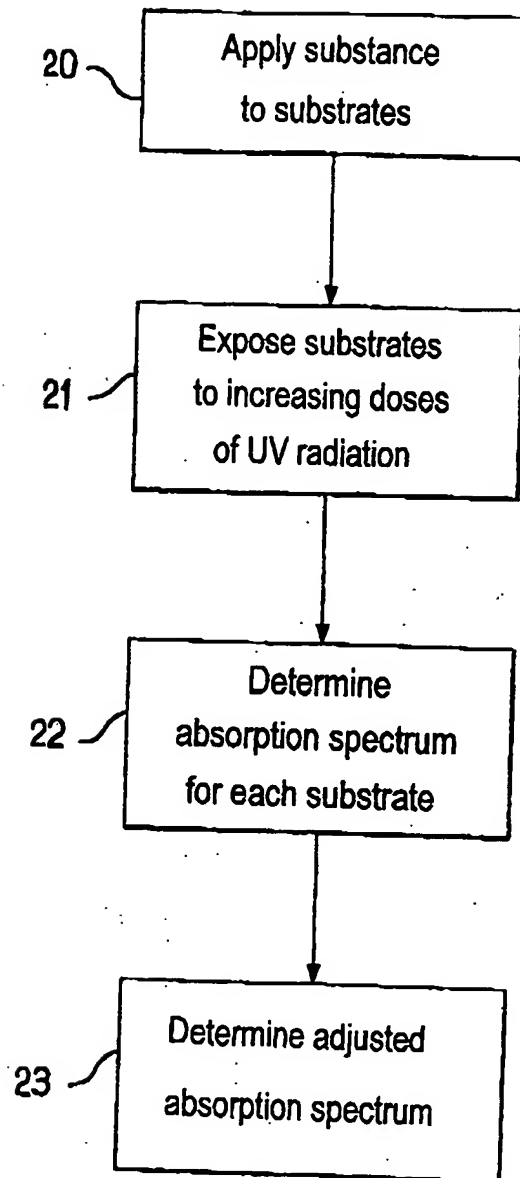 20
Apply substance
to substrates
21
Expose substrates
to increasing doses
of UV radiation
22
Determine
absorption spectrum
for each substrate
23
Determine adjusted
absorption spectrum